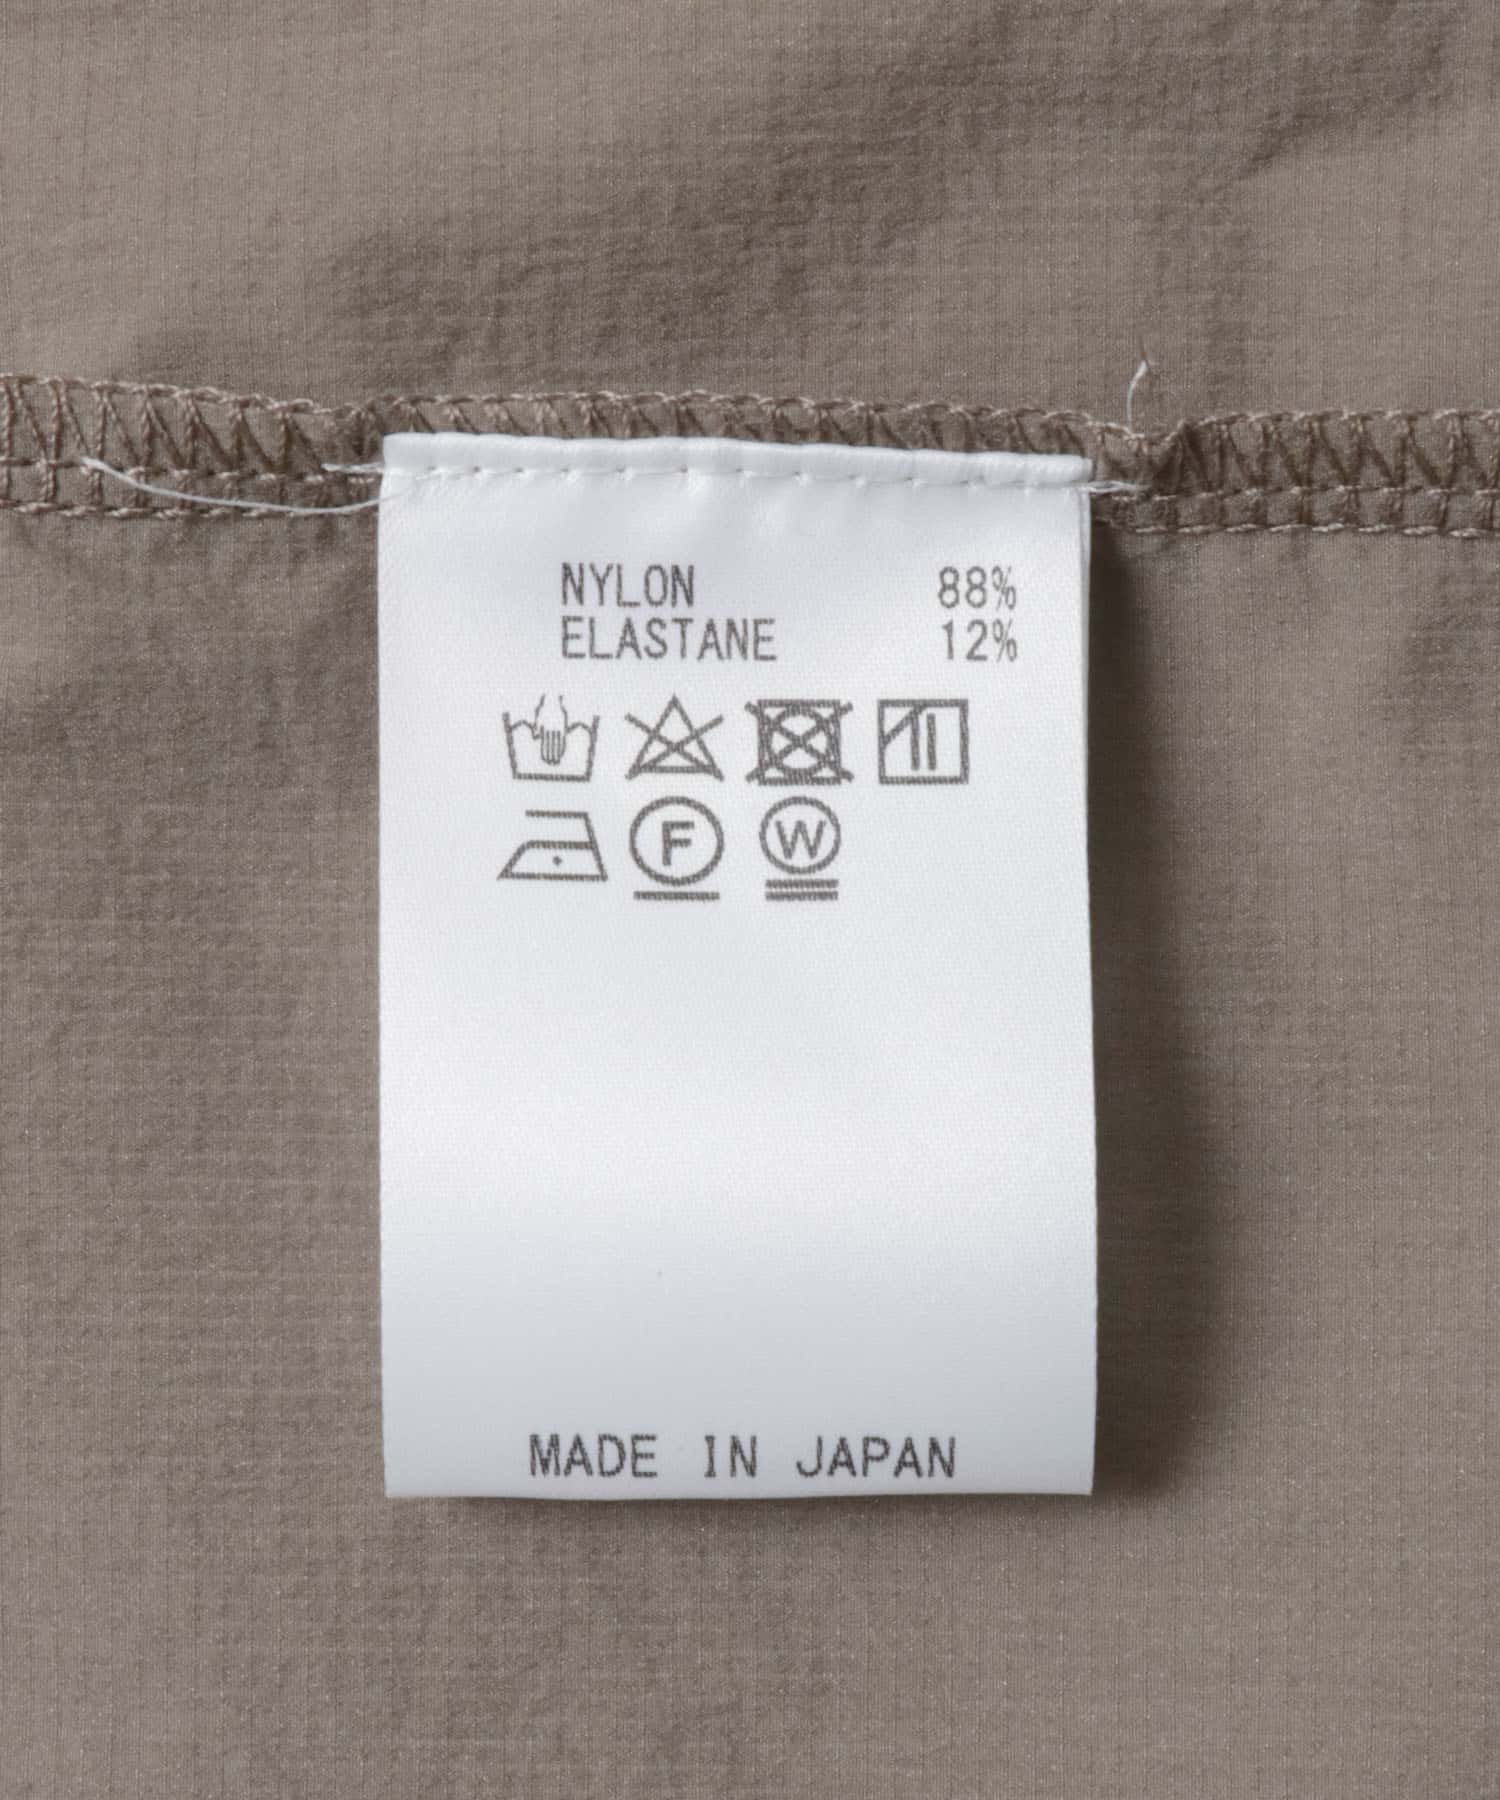 NYLON 88%
ELASTANE 12%
F W
MADE IN JAPAN